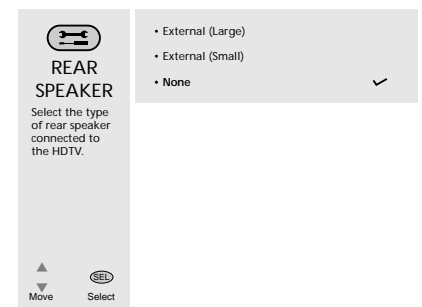 REAR
SPEAKER
Select the type
of rear speaker
connected to
the HDTV.
• External (Large)
• External (Small)
• None
SEL
Move Select